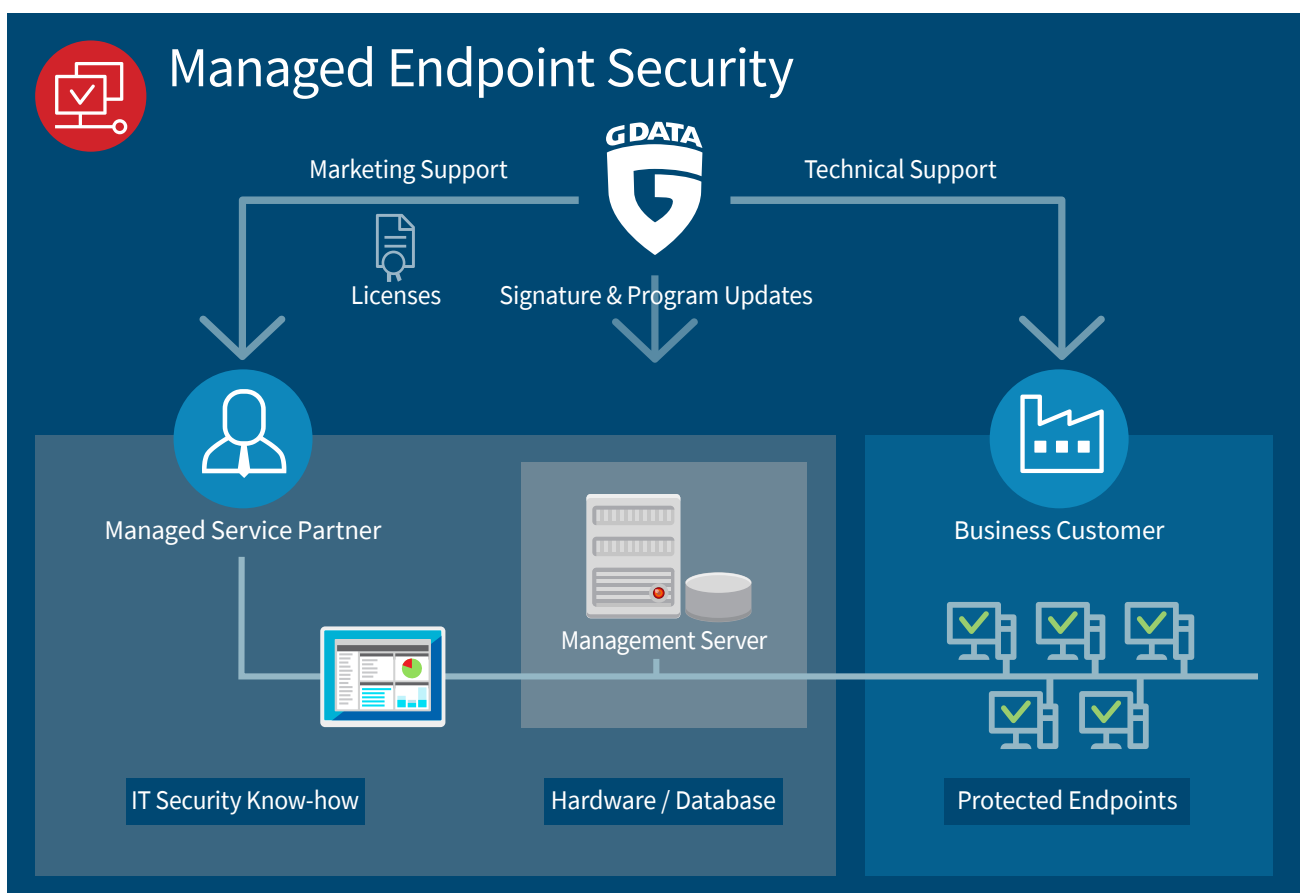 Managed Endpoint Security
G DATA
Marketing Support
Technical Support
Licenses
Signature & Program Updates
Managed Service Partner
Business Customer
Management Server
IT Security Know-how
Hardware / Database
Protected Endpoints